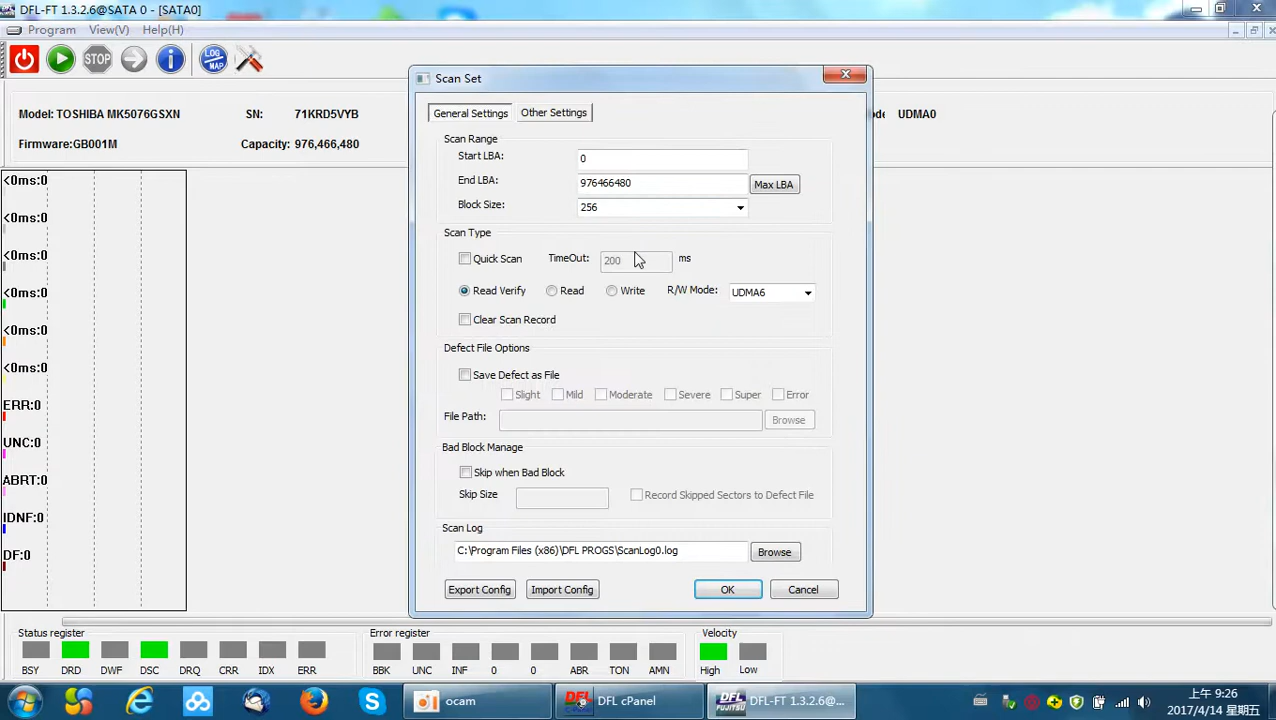 DFL-FT 1.3.2.6@SATA 0 - [SATA0]
Program View(V) Help(H)
STOP LOG MAP
Model: TOSHIBA MK5076GSXN SN: 71KRD5VYB UDMA0
Firmware:GB001M Capacity: 976,466,480
<0ms:0
<0ms:0
<0ms:0
<0ms:0
<0ms:0
<0ms:0
ERR:0
UNC:0
ABRT:0
IDNF:0
DF:0
Scan Set
General Settings Other Settings
Scan Range
Start LBA: 0
End LBA: 976466480 Max LBA
Block Size: 256
Scan Type
Quick Scan TimeOut: 200 ms
Read Verify Read Write R/W Mode: UDMA6
Clear Scan Record
Defect File Options
Save Defect as File
Slight Mild Moderate Severe Super Error
File Path: Browse
Bad Block Manage
Skip when Bad Block
Skip Size Record Skipped Sectors to Defect File
Scan Log
C:\Program Files (x86)\DFL PROGS\ScanLog0.log Browse
Export Config Import Config OK Cancel
Status register Error register Velocity
BSY DRD DWF DSC DRQ CRR IDX ERR BBK UNC INF 0 0 ABR TON AMN High Low
ocam DFL DFL cPanel DFL FUJITSU DFL-FT 1.3.2.6@... 上午 9:26
2017/4/14 星期五